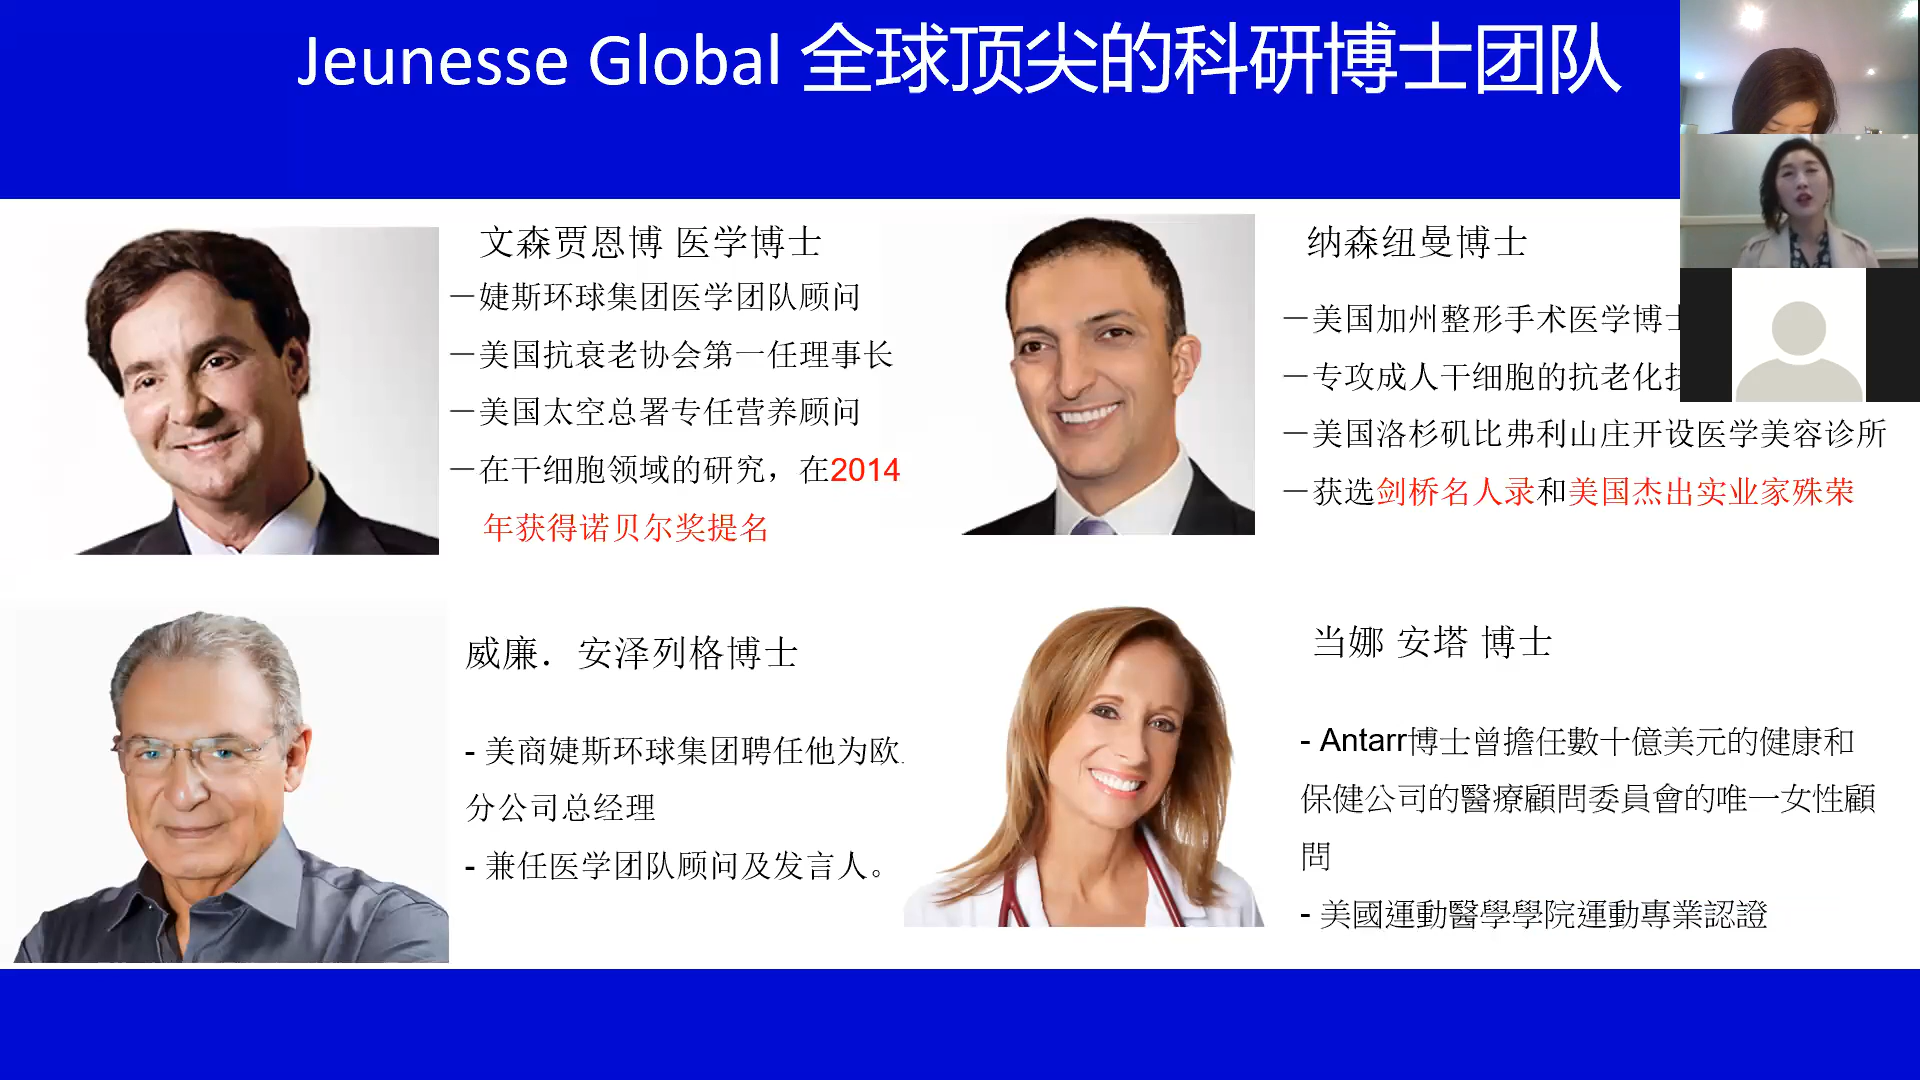 Jeunesse Global 全球顶尖的科研博士团队
文森贾恩博 医学博士
－婕斯环球集团医学团队顾问
－美国抗衰老协会第一任理事长
－美国太空总署专任营养顾问
－在干细胞领域的研究，在2014
年获得诺贝尔奖提名
纳森纽曼博士
－美国加州整形手术医学博士
－专攻成人干细胞的抗老化技
－美国洛杉矶比弗利山庄开设医学美容诊所
－获选剑桥名人录和美国杰出实业家殊荣
威廉．安泽列格博士
- 美商婕斯环球集团聘任他为欧
分公司总经理
- 兼任医学团队顾问及发言人。
当娜 安塔 博士
- Antarr博士曾擔任數十億美元的健康和
保健公司的醫療顧問委員會的唯一女性顧
問
- 美國運動醫學學院運動專業認證